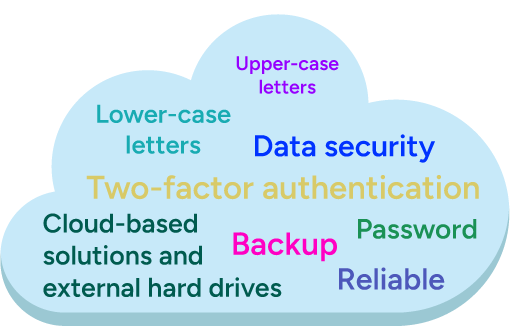 Upper-case
letters
Lower-case
letters
Data security
Two-factor authentication
Cloud-based
solutions and
external hard drives
Backup
Password
Reliable